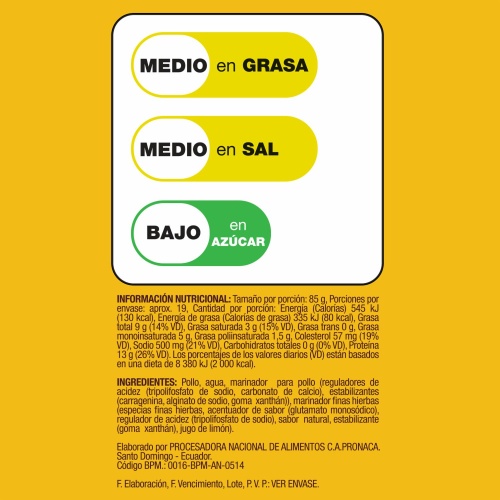 MEDIO en GRASA
MEDIO en SAL
BAJO en AZÚCAR
INFORMACIÓN NUTRICIONAL: Tamaño por porción: 85 g, Porciones por
envase: aprox. 19, Cantidad por porción: Energía (Calorías) 545 kJ
(130 kcal), Energía de grasa (Calorías de grasa) 335 kJ (80 kcal), Grasa
total 9 g (14% VD), Grasa saturada 3 g (15% VD), Grasa trans 0 g, Grasa
monoinsaturada 5 g, Grasa poliinsaturada 1,5 g, Colesterol 57 mg (19%
VD), Sodio 500 mg (21% VD), Carbohidratos totales 0 g (0% VD), Proteína
13 g (26% VD). Los porcentajes de los valores diarios (VD) están basados
en una dieta de 8 380 kJ (2 000 kcal).
INGREDIENTES: Pollo, agua, marinador para pollo (reguladores de
acidez (tripolifosfato de sodio, carbonato de calcio), estabilizantes
(carragenina, alginato de sodio, goma xanthán)), marinador finas hierbas
(especias finas hierbas, acentuador de sabor (glutamato monosódico),
regulador de acidez (tripolifosfato de sodio), sabor natural, estabilizante
(goma xanthán), jugo de limón).
Elaborado por PROCESADORA NACIONAL DE ALIMENTOS C.A.PRONACA.
Santo Domingo - Ecuador.
Código BPM.: 0016-BPM-AN-0514
F. Elaboración, F. Vencimiento, Lote, P. V. P.: VER ENVASE.